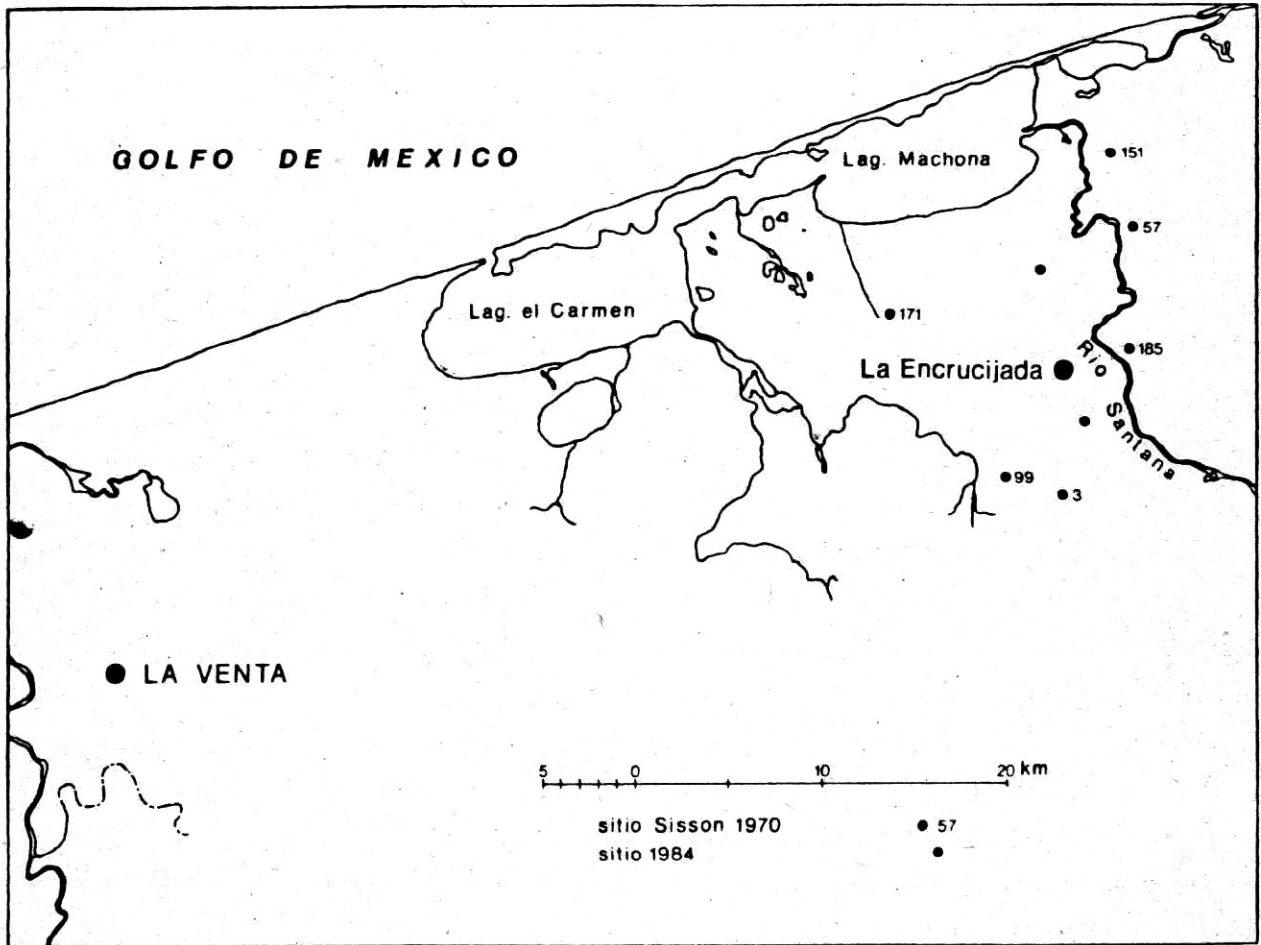 GOLFO DE MEXICO
Lag. Machona
151
57
Lag. el Carmen
171
185
La Encrucijada
Rio Santana
99
3
LA VENTA
5 0 10 20 km
sitio Sisson 1970 57
sitio 1984